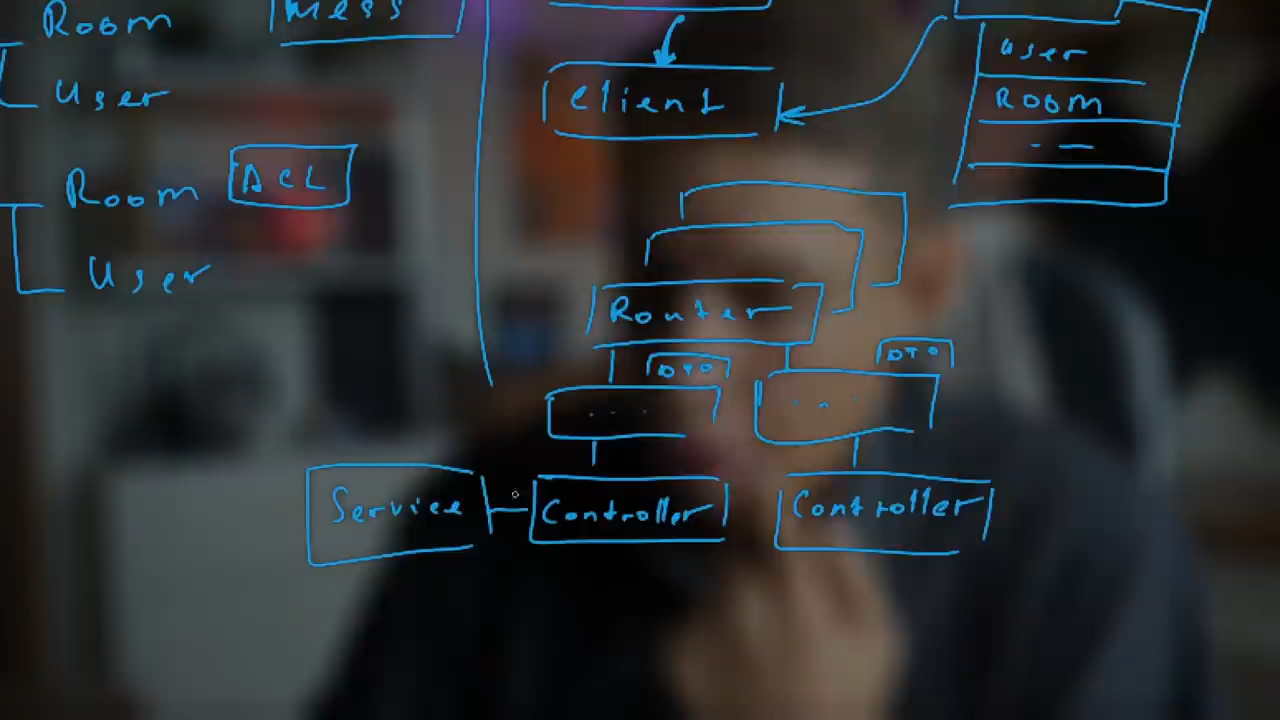 Room
Mess
User
Client
User
ROOM
Room
ACL
User
Router
DTO
DTO
Service
Controller
Controller